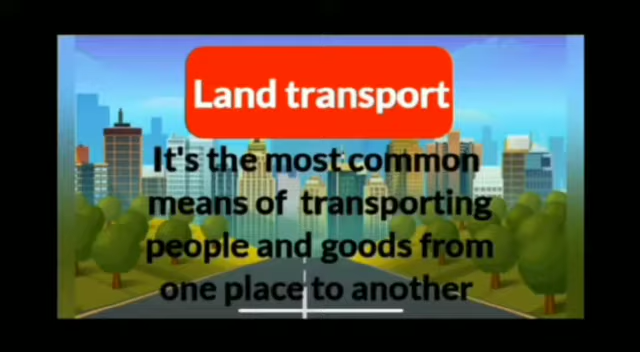 Land transport
It's the most common
means of transporting
people and goods from
one place to another